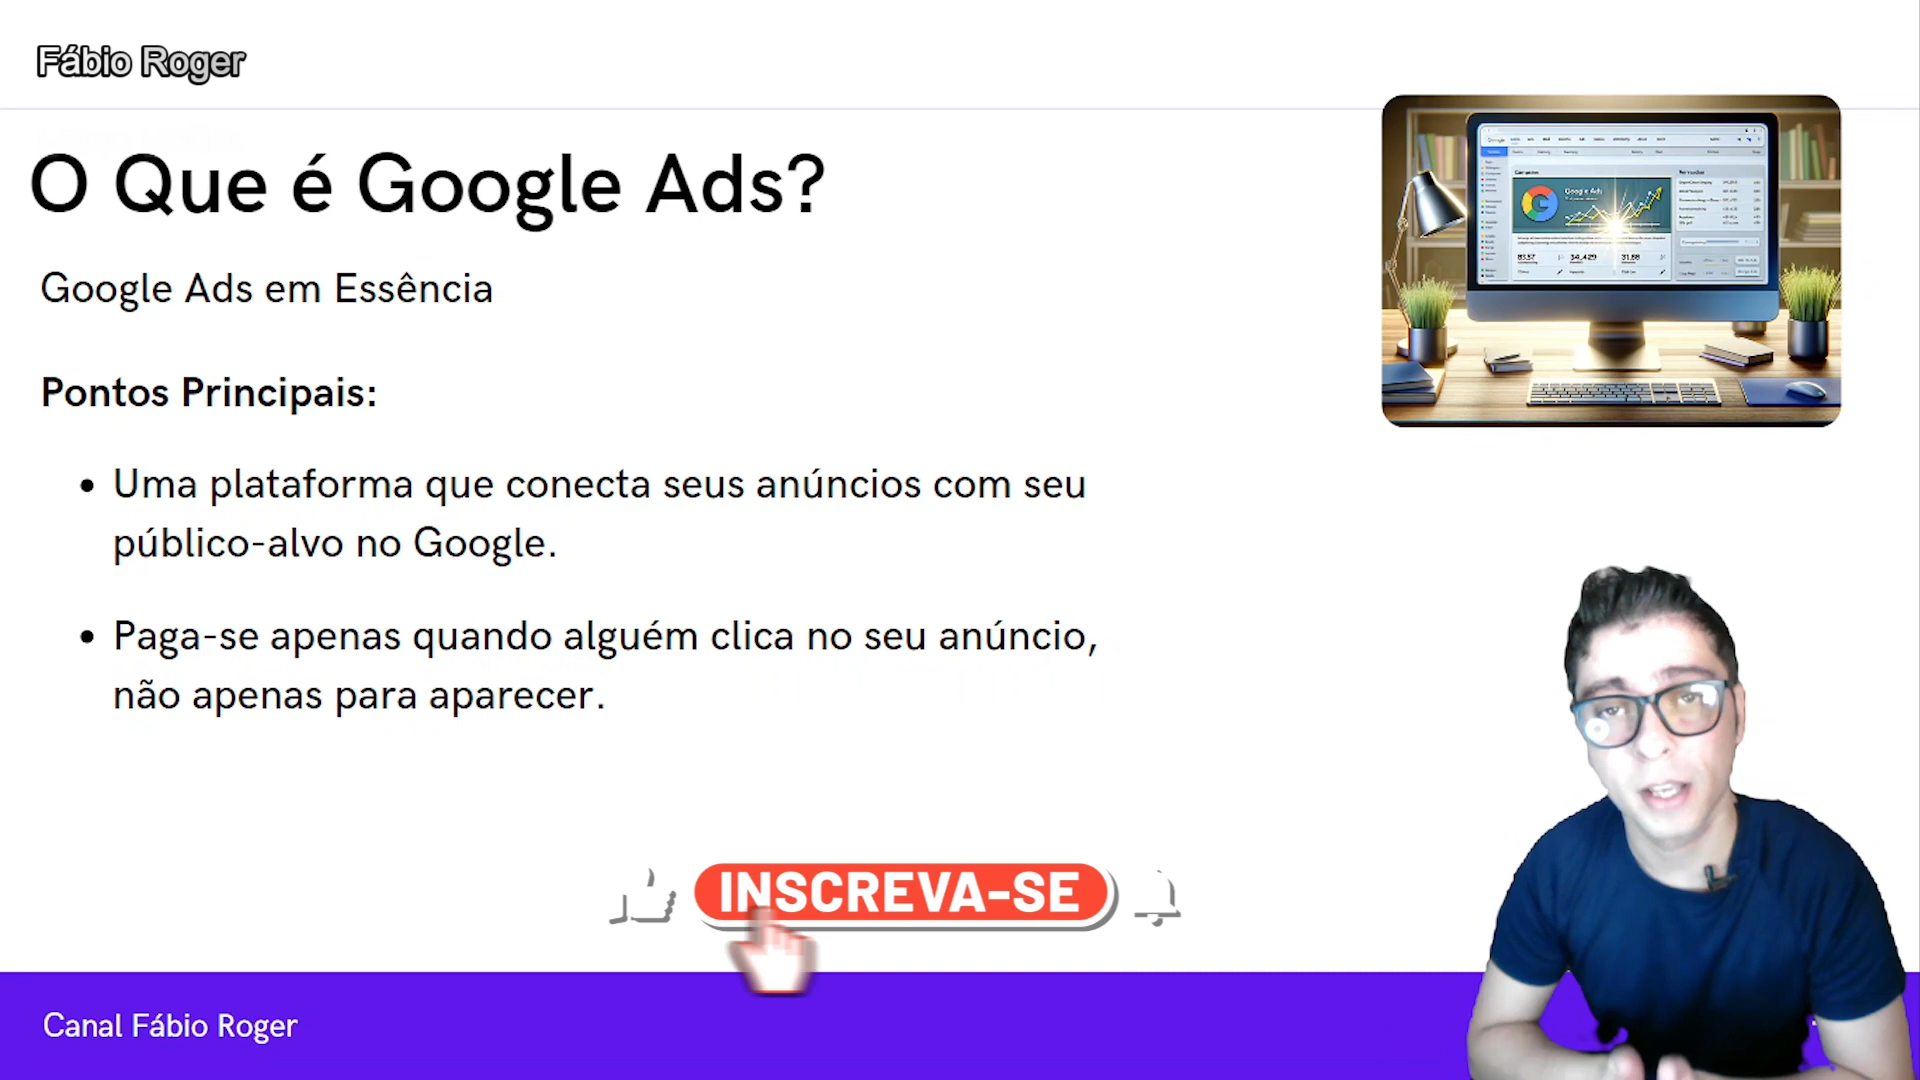 Fábio Roger
O Que é Google Ads?
Google Ads em Essência
Pontos Principais:
• Uma plataforma que conecta seus anúncios com seu
público-alvo no Google.
• Paga-se apenas quando alguém clica no seu anúncio,
não apenas para aparecer.
Google Ads
INSCREVA-SE
Canal Fábio Roger